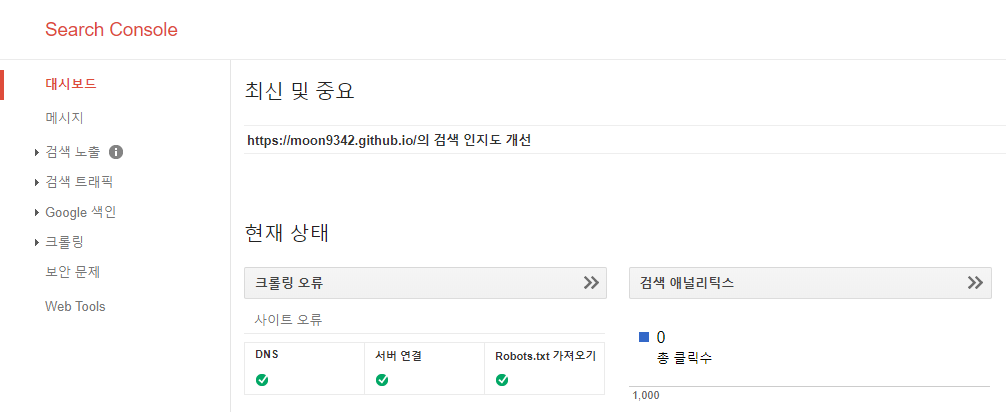 Search Console
대시보드
메시지
검색 노출
검색 트래픽
Google 색인
크롤링
보안 문제
Web Tools
최신 및 중요
https://moon9342.github.io/의 검색 인지도 개선
현재 상태
크롤링 오류
사이트 오류
DNS
서버 연결
Robots.txt 가져오기
검색 애널리틱스
0
총 클릭수
1,000